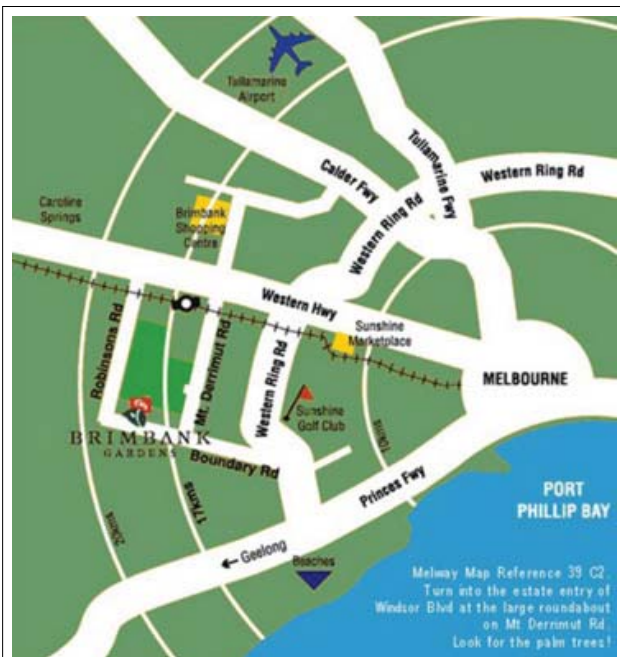 Tullamarine
Airport
Tullamarine Fwy
Calder Fwy
Western Ring Rd
Western Ring Rd
Caroline
Springs
Brimbank
Shopping
Centre
Western Hwy
Robinsons Rd
Mt. Derrimut Rd
Western Ring Rd
Sunshine
Marketplace
MELBOURNE
Sunshine
Golf Club
10kms
BRIMBANK
GARDENS
Boundary Rd
Princes Fwy
20kms
17kms
Geelong
Beaches
PORT
PHILLIP BAY
Melway Map Reference 39 C2.
Turn into the estate entry of
Windsor Blvd at the large roundabout
on Mt Derrimut Rd.
Look for the palm trees!